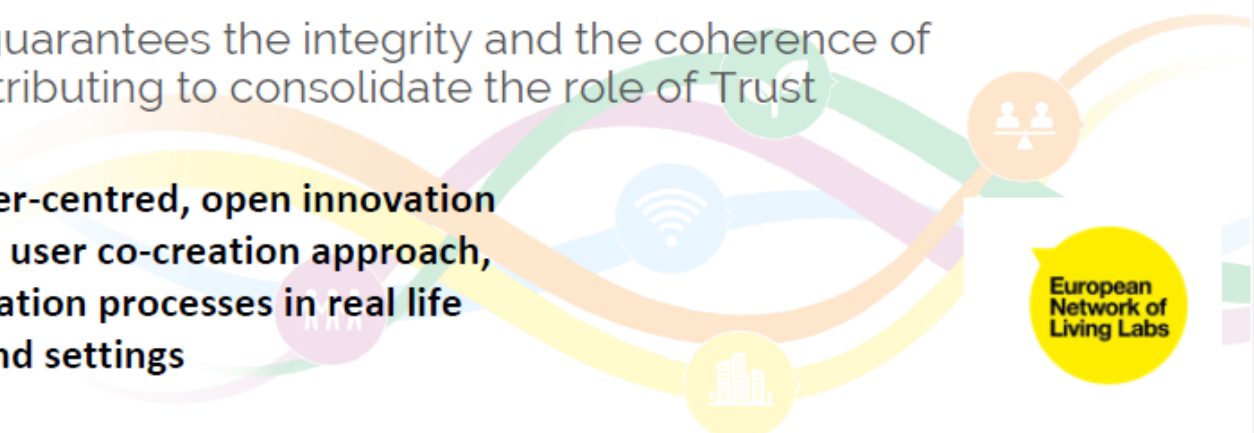 guarantees the integrity and the coherence of
tributing to consolidate the role of Trust
er-centred, open innovation
user co-creation approach,
ation processes in real life
nd settings
European
Network of
Living Labs